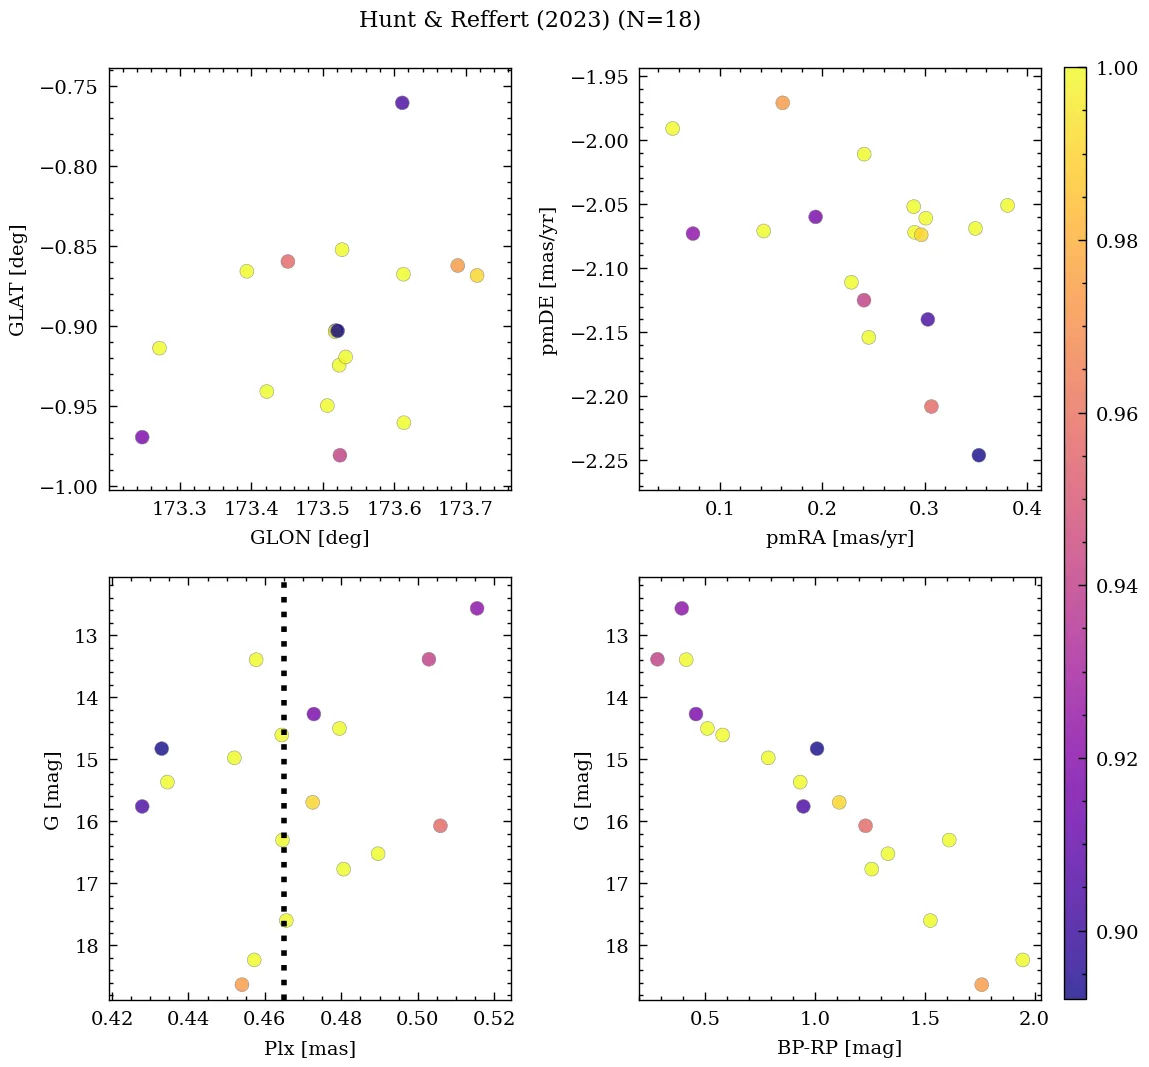 Hunt & Reffert (2023) (N=18)
−0.75
−0.80
−0.85
−0.90
−0.95
−1.00
GLAT [deg]
173.3 173.4 173.5 173.6 173.7
GLON [deg]
−1.95
−2.00
−2.05
−2.10
−2.15
−2.20
−2.25
pmDE [mas/yr]
0.1 0.2 0.3 0.4
pmRA [mas/yr]
13
14
15
16
17
18
G [mag]
0.42 0.44 0.46 0.48 0.50 0.52
Plx [mas]
13
14
15
16
17
18
G [mag]
0.5 1.0 1.5 2.0
BP-RP [mag]
1.00
0.98
0.96
0.94
0.92
0.90